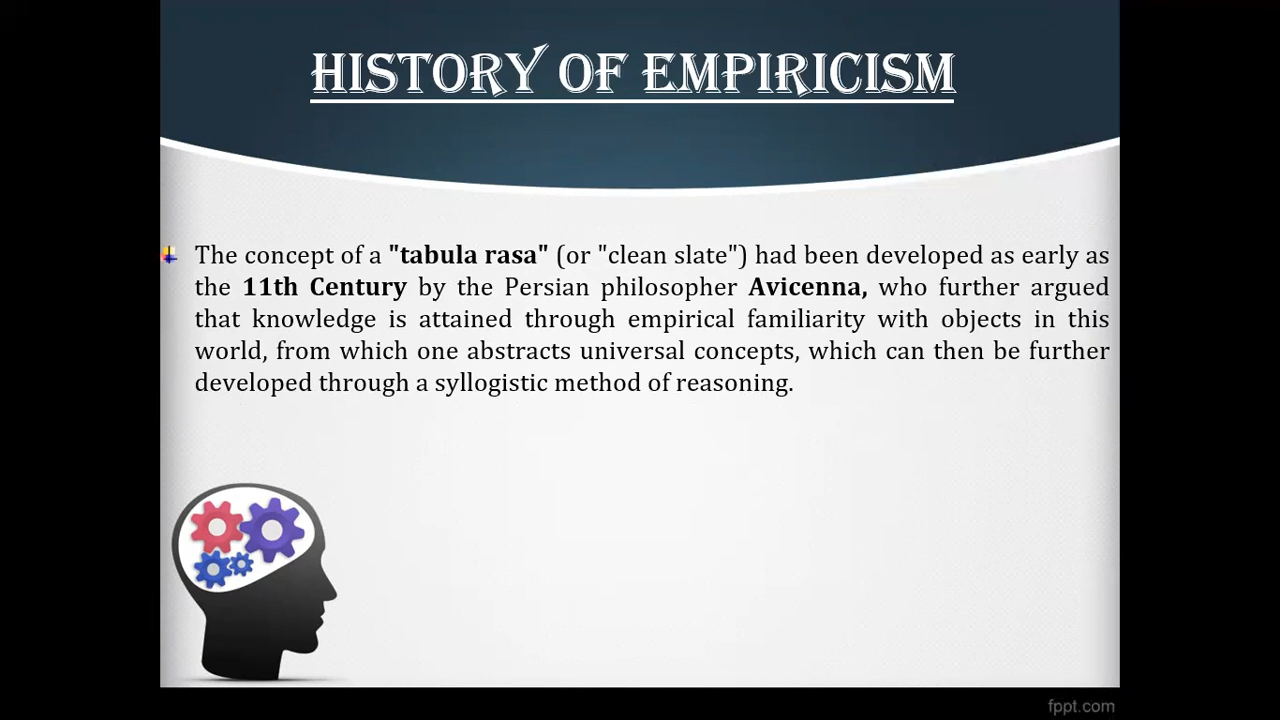 HISTORY OF EMPIRICISM
The concept of a "tabula rasa" (or "clean slate") had been developed as early as
the 11th Century by the Persian philosopher Avicenna, who further argued
that knowledge is attained through empirical familiarity with objects in this
world, from which one abstracts universal concepts, which can then be further
developed through a syllogistic method of reasoning.
fppt.com